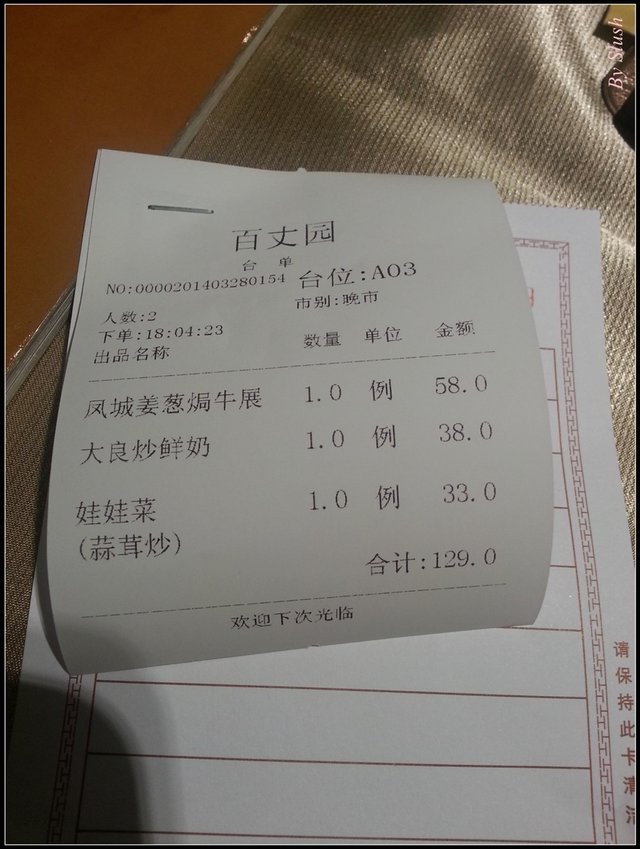 By Slush
百丈园
台 单
NO:0000201403280154 台位:A03
人数:2 市别:晚市
下单:18:04:23
出品名称 数量 单位 金额
凤城姜葱焗牛展 1.0 例 58.0
大良炒鲜奶 1.0 例 38.0
娃娃菜 1.0 例 33.0
(蒜茸炒)
合计:129.0
欢迎下次光临
请保持此卡清洁